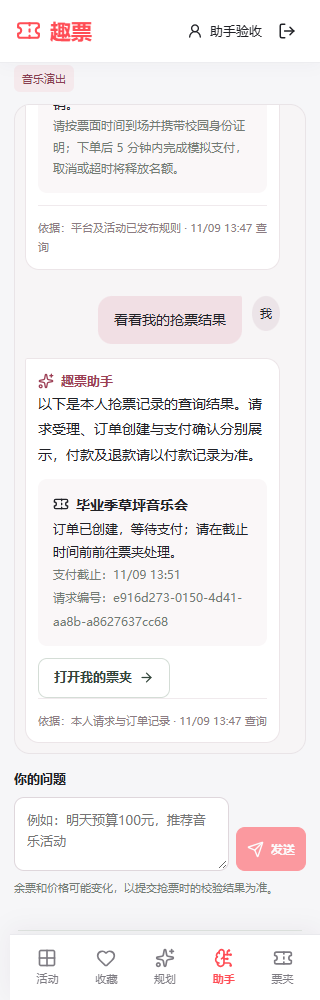 趣票
助手验收
音乐演出
销。
请按票面时间到场并携带校园身份证
明；下单后 5 分钟内完成模拟支付，
取消或超时将释放名额。
依据：平台及活动已发布规则 · 11/09 13:47 查
询
看看我的抢票结果
我
趣票助手
以下是本人抢票记录的查询结果。请
求受理、订单创建与支付确认分别展
示，付款及退款请以付款记录为准。
毕业季草坪音乐会
订单已创建，等待支付；请在截止
时间前前往票夹处理。
支付截止：11/09 13:51
请求编号：e916d273-0150-4d41-
aa8b-a8627637cc68
打开我的票夹
依据：本人请求与订单记录 · 11/09 13:47 查询
你的问题
例如：明天预算100元，推荐音
乐活动
发送
余票和价格可能变化，以提交抢票时的校验结果为准。
活动
收藏
规划
助手
票夹